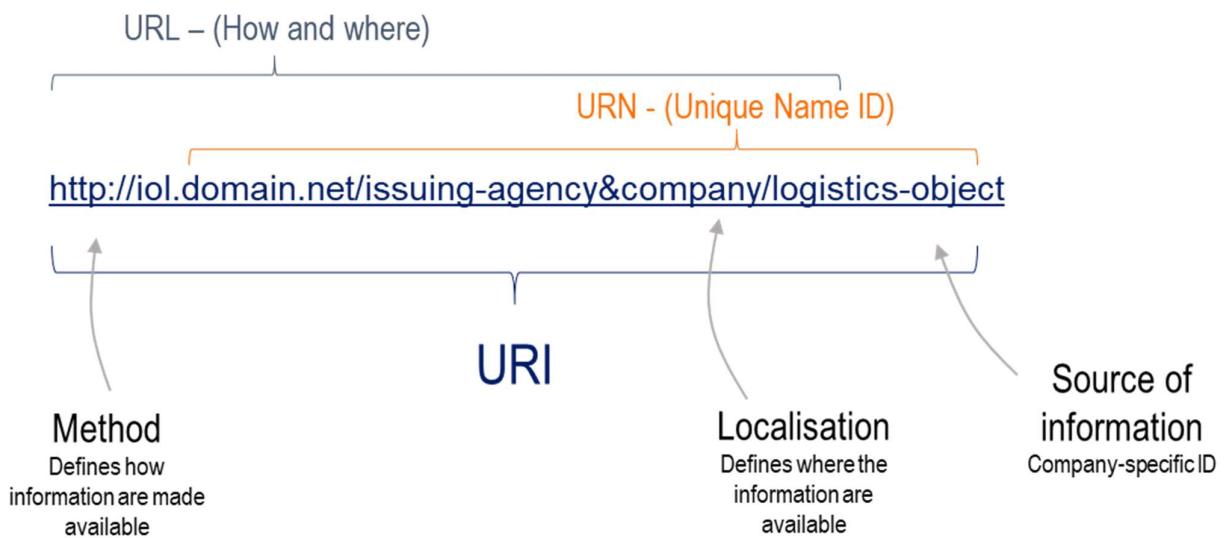 URL – (How and where)
URN - (Unique Name ID)
http://iol.domain.net/issuing-agency&company/logistics-object
URI
Method
Defines how
information are made
available
Localisation
Defines where the
information are
available
Source of
information
Company-specific ID